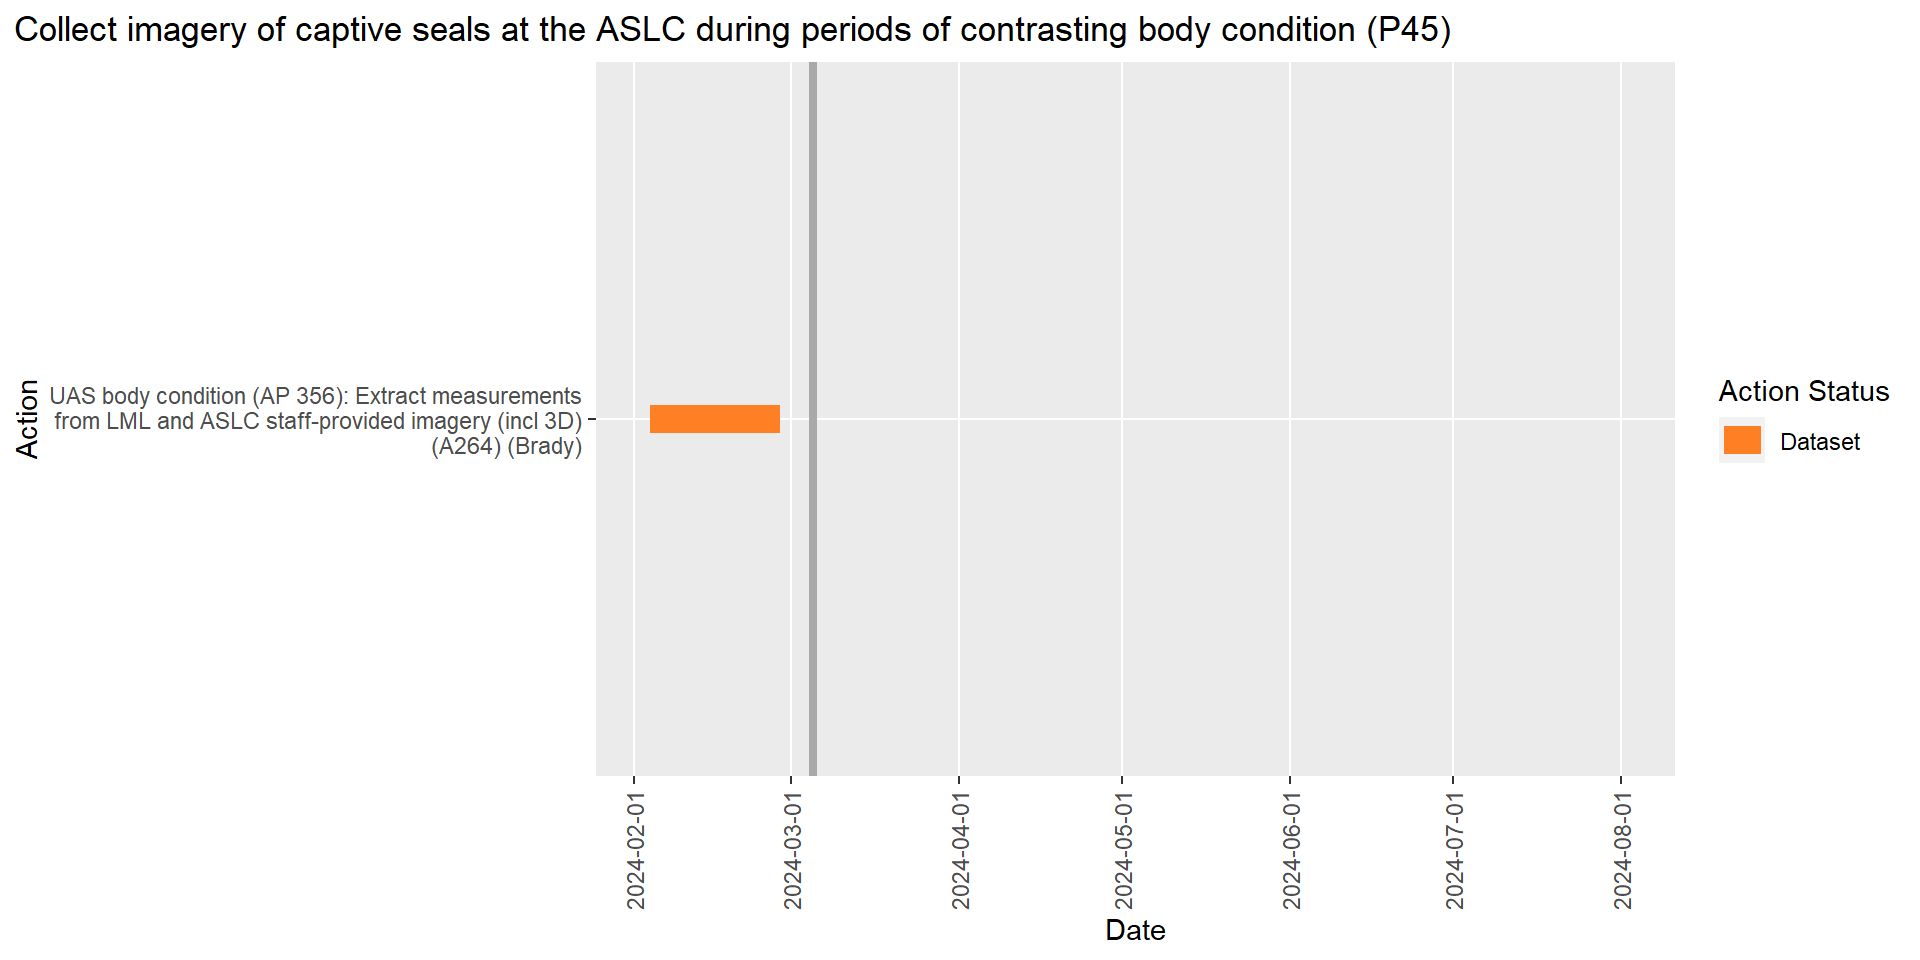 Collect imagery of captive seals at the ASLC during periods of contrasting body condition (P45)
Action
UAS body condition (AP 356): Extract measurements
from LML and ASLC staff-provided imagery (incl 3D)
(A264) (Brady)
Action Status
Dataset
2024-02-01
2024-03-01
2024-04-01
2024-05-01
2024-06-01
2024-07-01
2024-08-01
Date